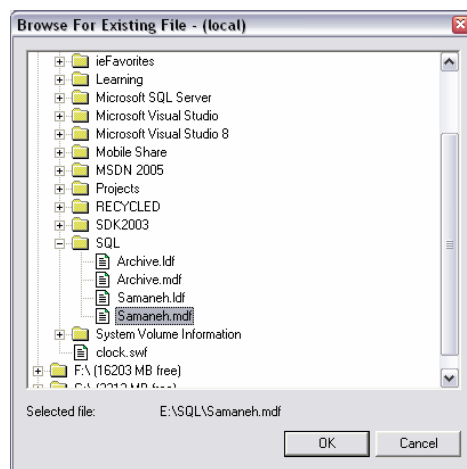 Browse For Existing File - (local)
ieFavorites
Learning
Microsoft SQL Server
Microsoft Visual Studio
Microsoft Visual Studio 8
Mobile Share
MSDN 2005
Projects
RECYCLED
SDK2003
SQL
Archive.ldf
Archive.mdf
Samaneh.ldf
Samaneh.mdf
System Volume Information
clock.swf
F:\ (16203 MB free)
Selected file: E:\SQL\Samaneh.mdf
OK Cancel